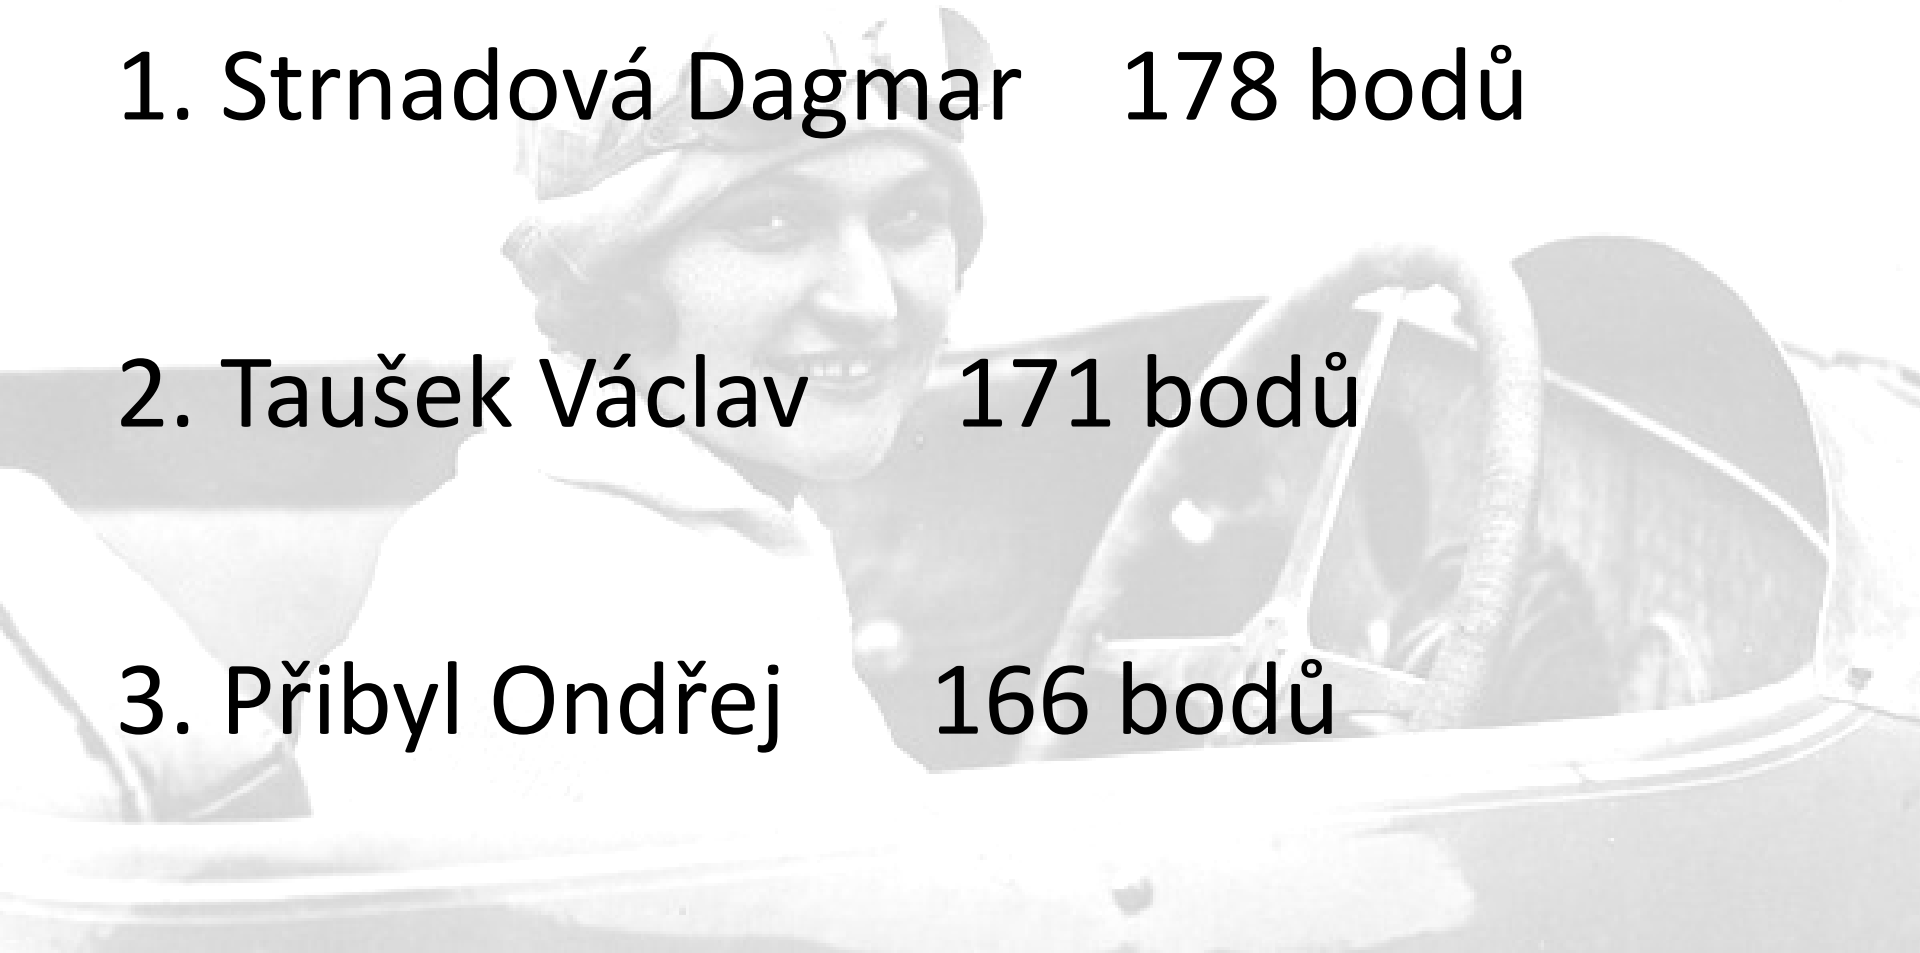 1. Strnadová Dagmar 178 bodů
2. Taušek Václav 171 bodů
3. Přibyl Ondřej 166 bodů